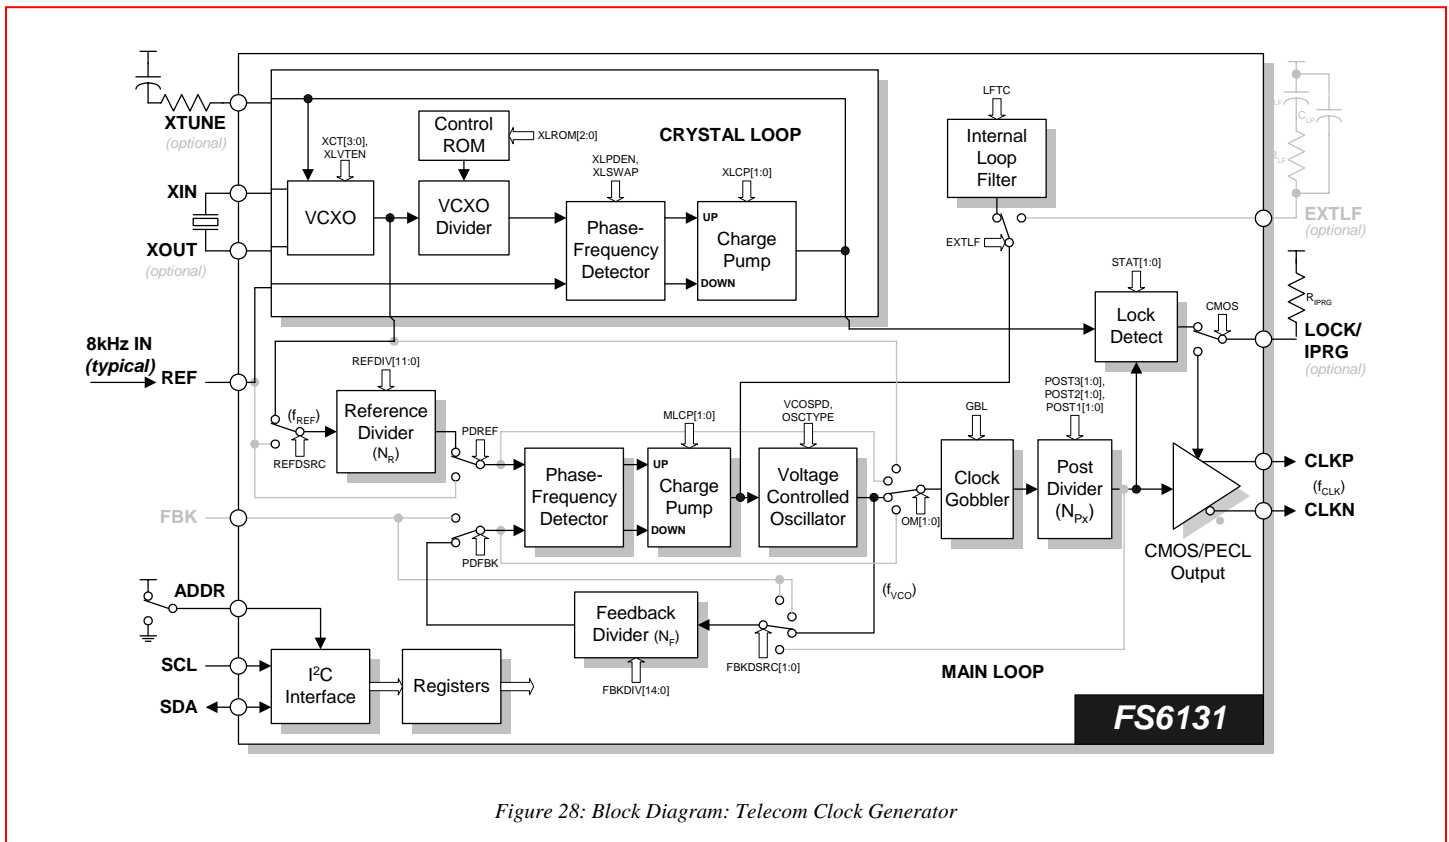 XTUNE
(optional)
XIN
XOUT
(optional)
8kHz IN
(typical)
REF
FBK
ADDR
SCL
SDA
CRYSTAL LOOP
XCT[3:0],
XLVTEN
VCXO
Control
ROM
XLROM[2:0]
VCXO
Divider
XLPDEN,
XLSWAP
Phase-
Frequency
Detector
XLCP[1:0]
UP
Charge
Pump
DOWN
LFTC
Internal
Loop
Filter
EXTLF
LF
CLP
RLF
EXTLF
(optional)
STAT[1:0]
Lock
Detect
CMOS
RIPRG
LOCK/
IPRG
(optional)
REFDIV[11:0]
(fREF)
Reference
Divider
(NR)
REFDSRC
PDREF
PDFBK
Phase-
Frequency
Detector
MLCP[1:0]
UP
Charge
Pump
DOWN
VCOSPD,
OSCTYPE
Voltage
Controlled
Oscillator
OM[1:0]
GBL
Clock
Gobbler
POST3[1:0],
POST2[1:0],
POST1[1:0]
Post
Divider
(NPx)
CLKP
(fCLK)
CLKN
CMOS/PECL
Output
(fVCO)
Feedback
Divider (NF)
FBKDIV[14:0]
FBKDSRC[1:0]
MAIN LOOP
I2C
Interface
Registers
FS6131
Figure 28: Block Diagram: Telecom Clock Generator